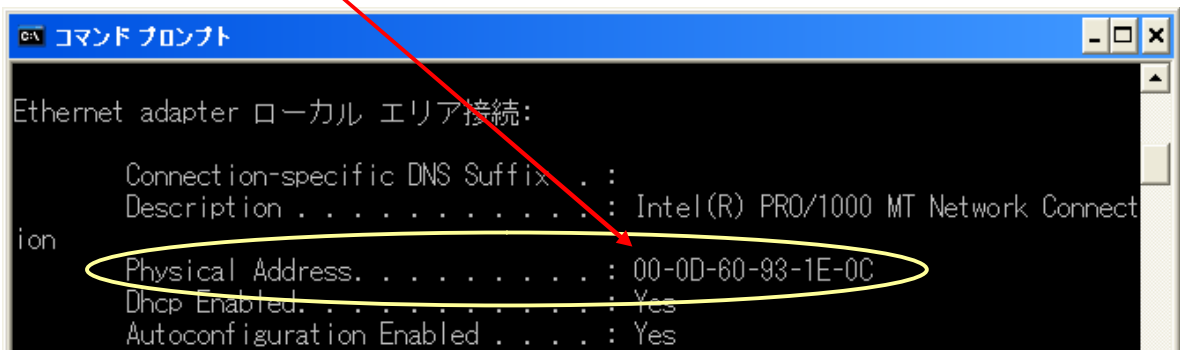 コマンド プロンプト
Ethernet adapter ローカル エリア接続:
Connection-specific DNS Suffix  . :
Description . . . . . . . . . . . : Intel(R) PRO/1000 MT Network Connect
ion
Physical Address. . . . . . . . . : 00-0D-60-93-1E-0C
Dhcp Enabled. . . . . . . . . . . : Yes
Autoconfiguration Enabled . . . . : Yes